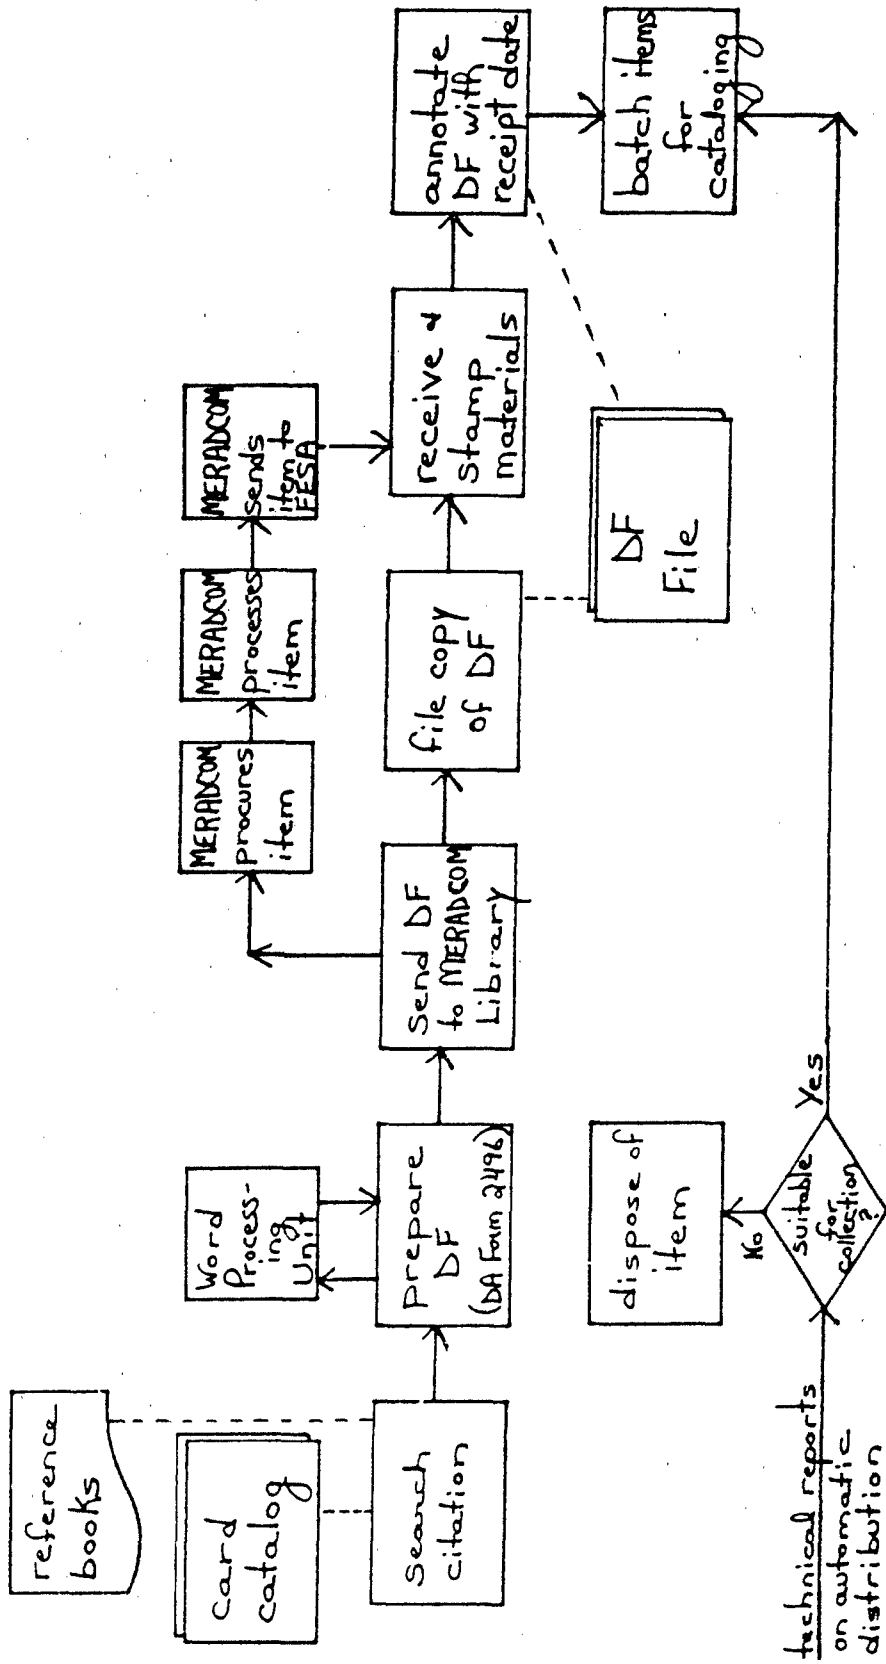 reference
books
Card
catalog
Search
citation
Word
Process-
ing
Unit
prepare
DF
(DA Form 2496)
Send DF
to MERADCOM
Library
MERADCOM
procures
item
MERADCOM
processes
item
MERADCOM
sends
item to
FESA
file copy
of DF
DF
File
receive &
stamp
materials
annotate
DF with
receipt date
batch items
for
cataloging
technical reports
on automatic
distribution
suitable
for
collection
?
No
Yes
dispose of
item